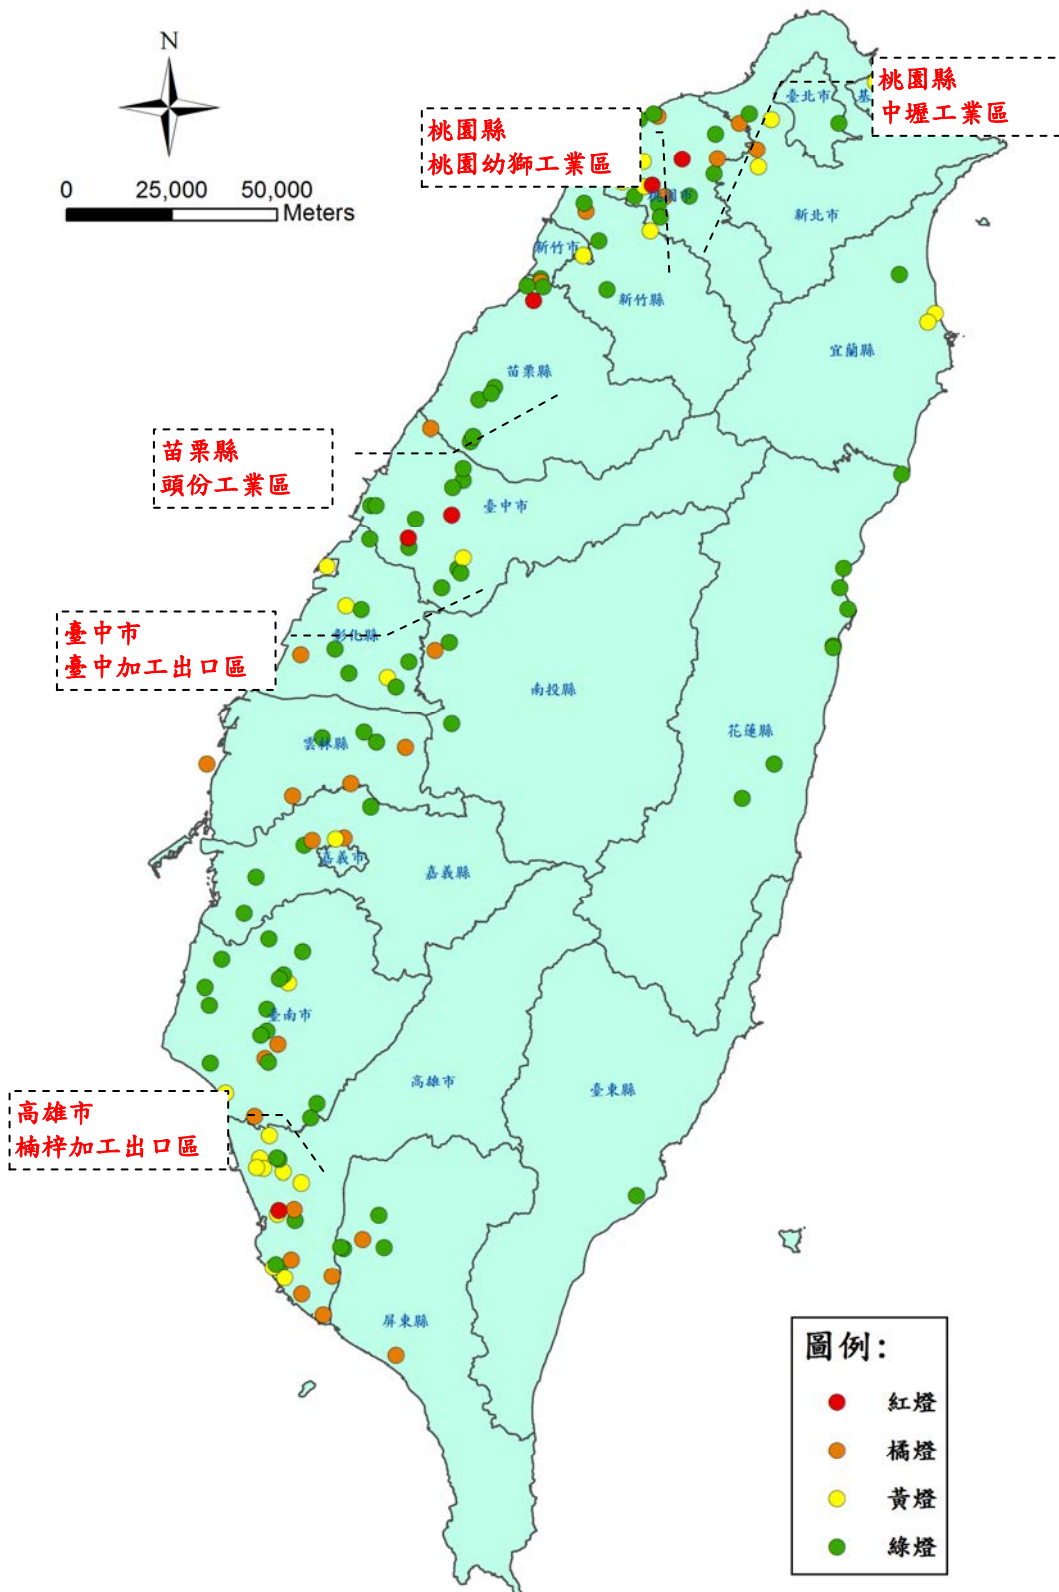 N
0 25,000 50,000
Meters
桃園縣
桃園幼獅工業區
桃園縣
中壢工業區
臺北市
基
桃園市
新北市
新竹市
新竹縣
宜蘭縣
苗栗縣
苗栗縣
頭份工業區
臺中市
臺中市
臺中加工出口區
彰化縣
南投縣
花蓮縣
雲林縣
嘉義市
嘉義縣
臺南市
高雄市
臺東縣
高雄市
楠梓加工出口區
屏東縣
圖例：
紅燈
橘燈
黃燈
綠燈